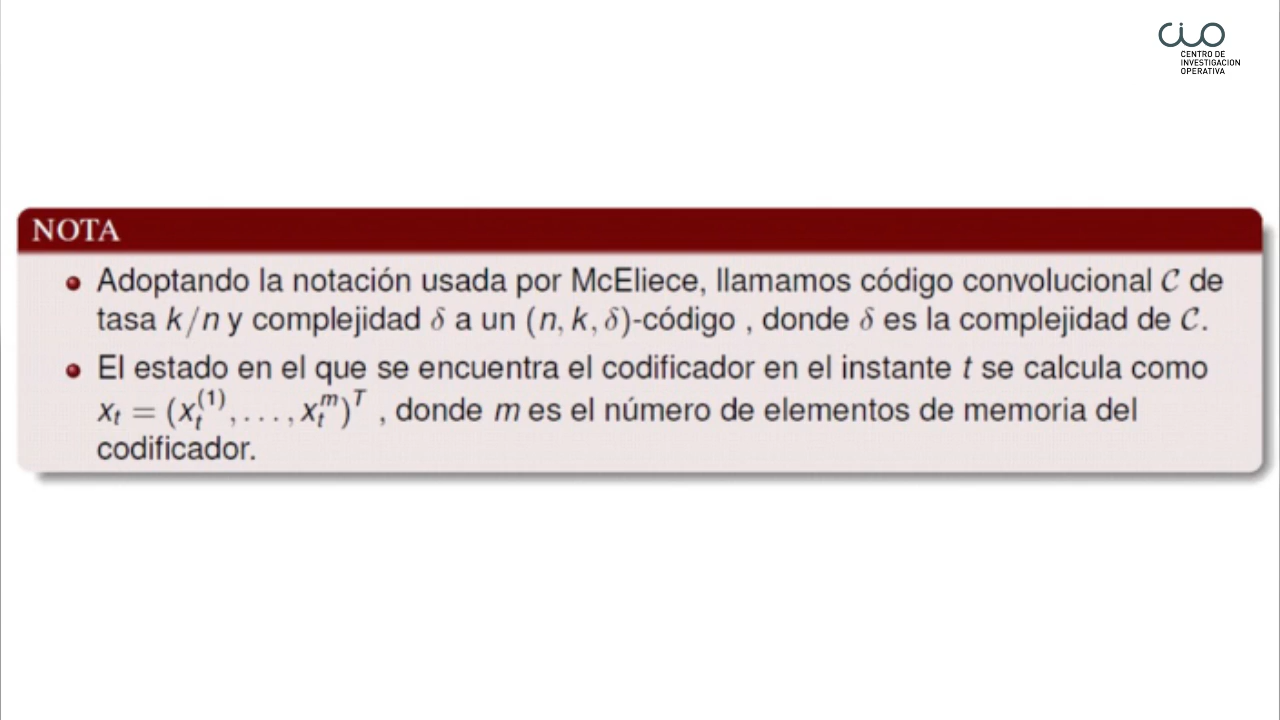 CIO
CENTRO DE
INVESTIGACION
OPERATIVA
NOTA
Adoptando la notación usada por McEliece, llamamos código convolucional 𝒞 de
tasa k/n y complejidad δ a un (n, k, δ)-código , donde δ es la complejidad de 𝒞.
El estado en el que se encuentra el codificador en el instante t se calcula como
x_t = (x_t^{(1)}, . . . , x_t^m)^T , donde m es el número de elementos de memoria del
codificador.